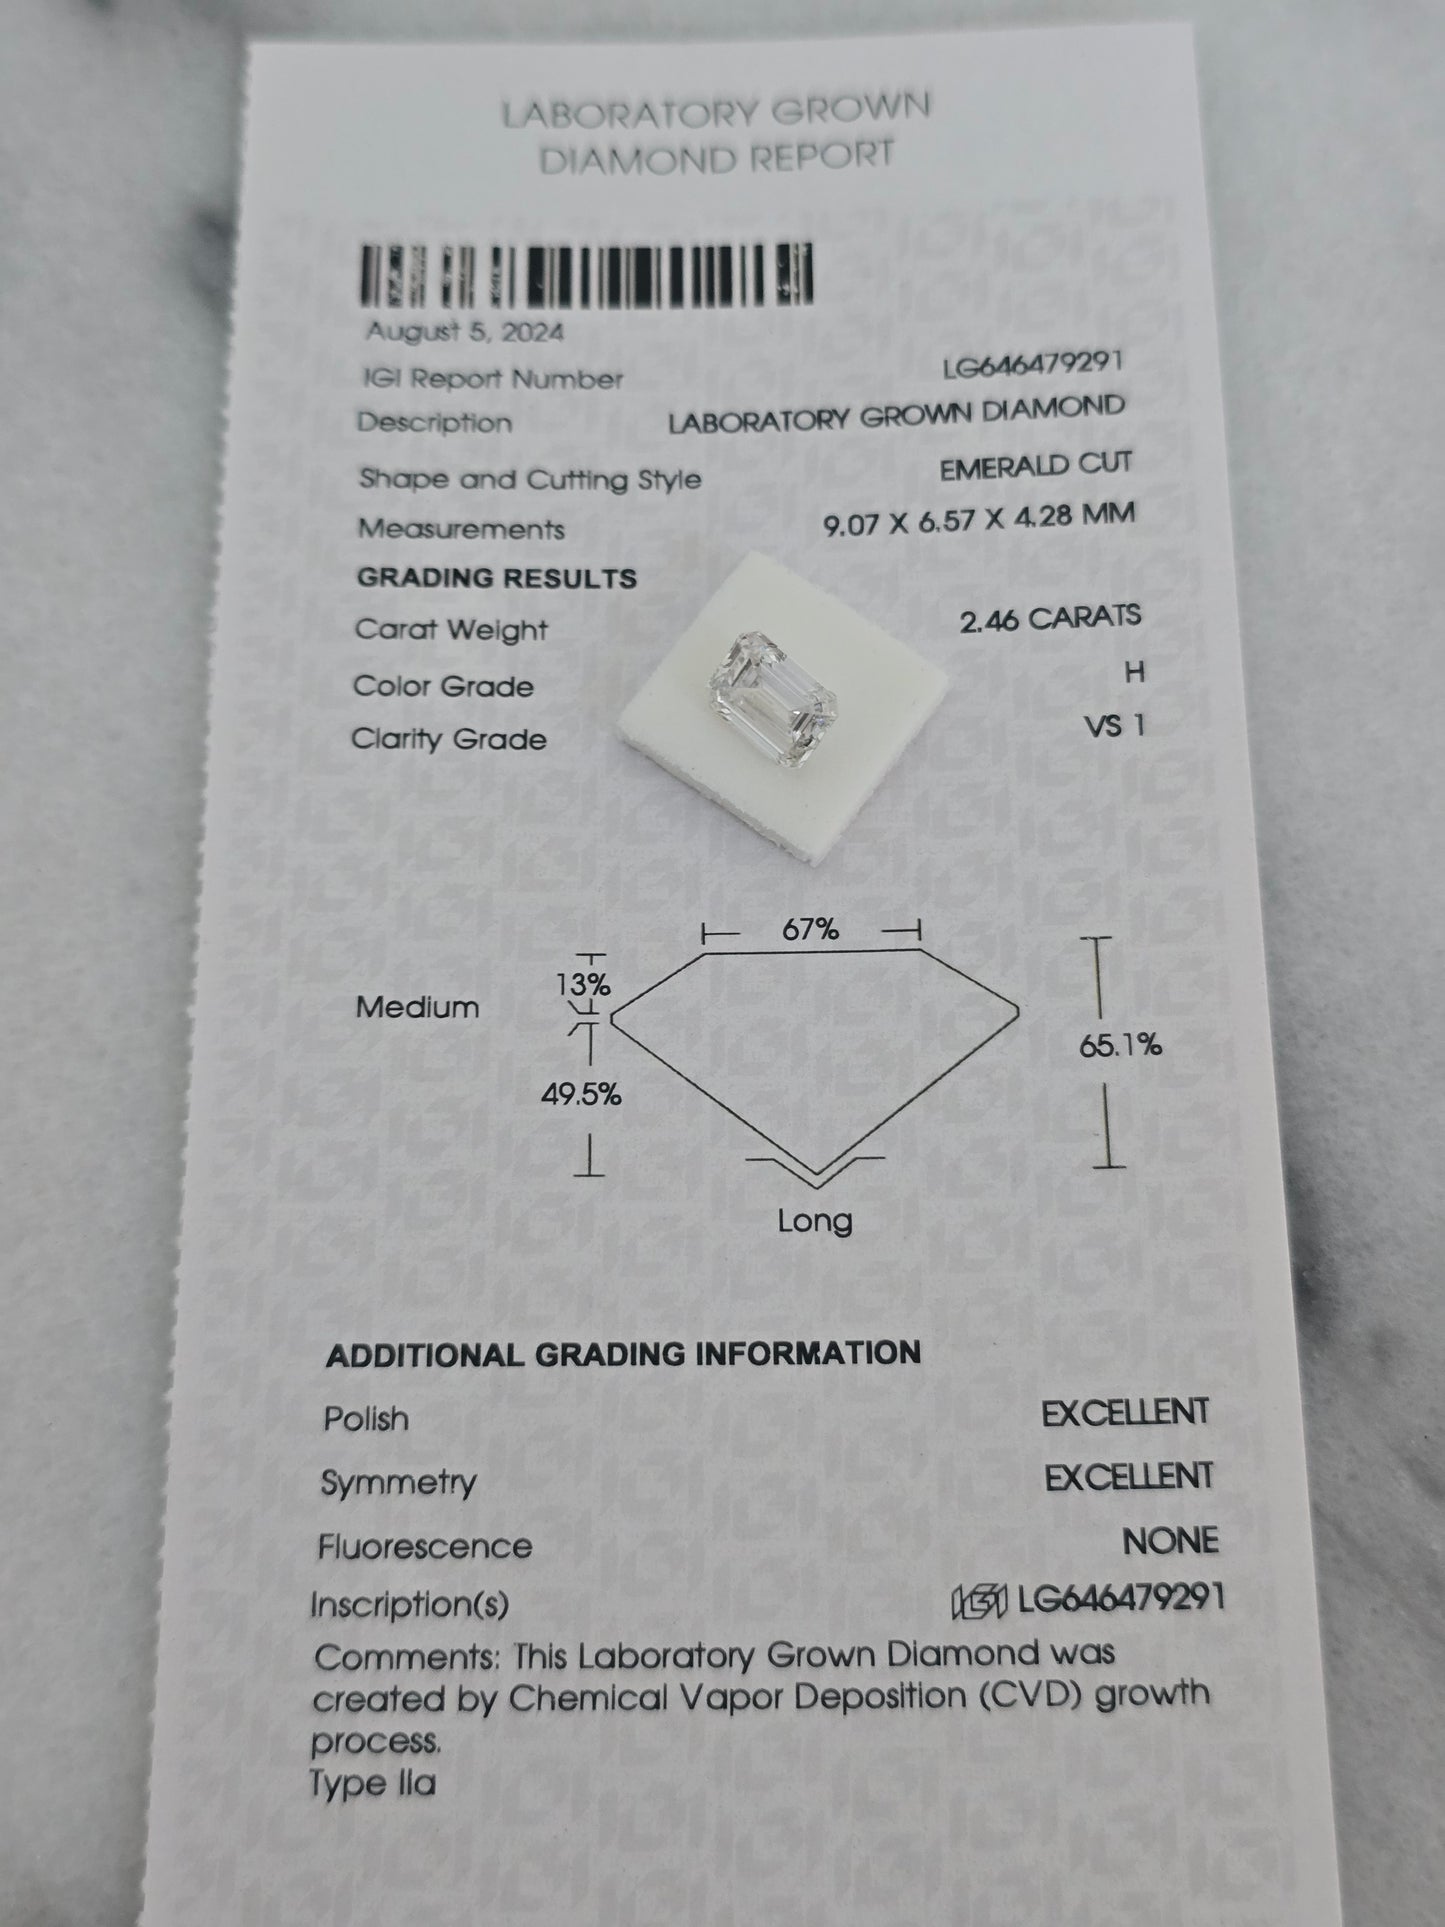 LABORATORY GROWN
DIAMOND REPORT
August 5, 2024
IGI Report Number LG646479291
Description LABORATORY GROWN DIAMOND
Shape and Cutting Style EMERALD CUT
Measurements 9.07 X 6.57 X 4.28 MM
GRADING RESULTS
Carat Weight 2.46 CARATS
Color Grade H
Clarity Grade VS 1
67%
13%
Medium
65.1%
49.5%
Long
ADDITIONAL GRADING INFORMATION
Polish EXCELLENT
Symmetry EXCELLENT
Fluorescence NONE
Inscription(s) IGI LG646479291
Comments: This Laboratory Grown Diamond was
created by Chemical Vapor Deposition (CVD) growth
process.
Type IIa